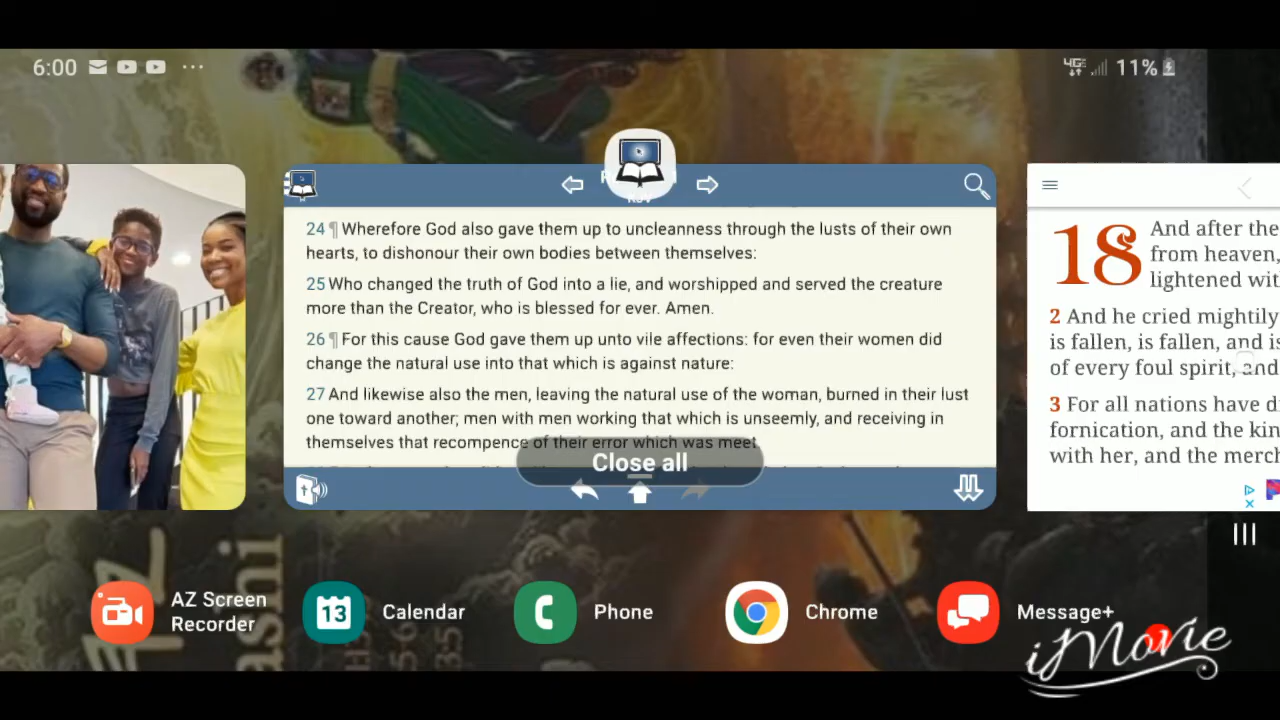 6:00
11%
24 ¶ Wherefore God also gave them up to uncleanness through the lusts of their own
hearts, to dishonour their own bodies between themselves:
25 Who changed the truth of God into a lie, and worshipped and served the creature
more than the Creator, who is blessed for ever. Amen.
26 ¶ For this cause God gave them up unto vile affections: for even their women did
change the natural use into that which is against nature:
27 And likewise also the men, leaving the natural use of the woman, burned in their lust
one toward another; men with men working that which is unseemly, and receiving in
themselves that recompence of their error which was meet.
Close all
18 And after the
from heaven,
lightened wit
2 And he cried mightily
is fallen, is fallen, and is
of every foul spirit, and
3 For all nations have d
fornication, and the kin
with her, and the merch
AZ Screen
Recorder
13
Calendar
Phone
Chrome
Message+
iMovie